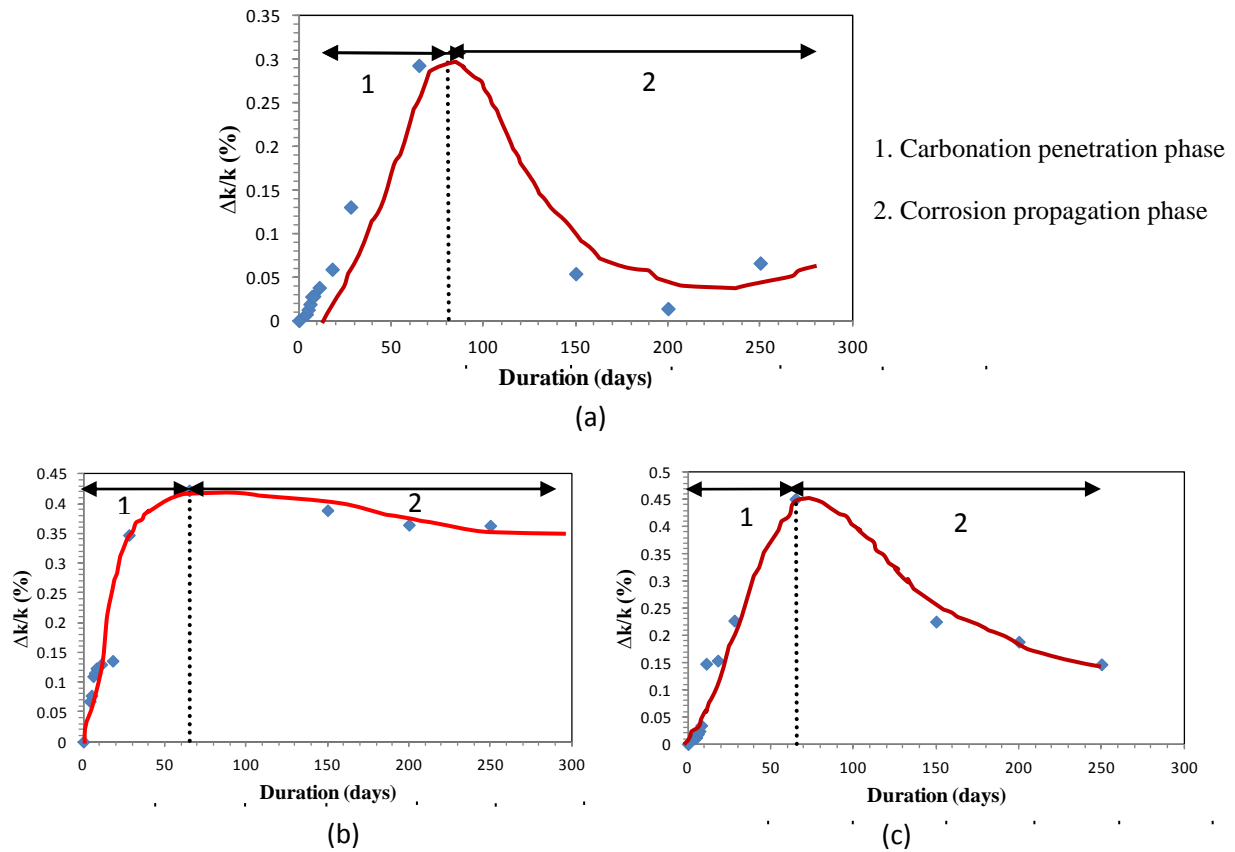 0.35
0.3
0.25
0.2
0.15
0.1
0.05
0
Δk/k (%)
1
2
0 50 100 150 200 250 300
Duration (days)
(a)
1. Carbonation penetration phase
2. Corrosion propagation phase
0.45
0.4
0.35
0.3
0.25
0.2
0.15
0.1
0.05
0
Δk/k (%)
1
2
0 50 100 150 200 250 300
Duration (days)
(b)
0.5
0.45
0.4
0.35
0.3
0.25
0.2
0.15
0.1
0.05
0
Δk/k (%)
1
2
0 50 100 150 200 250 300
Duration (days)
(c)